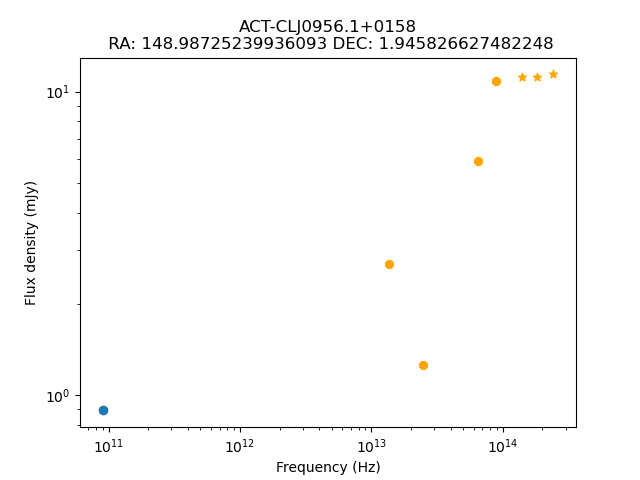 ACT-CLJ0956.1+0158
RA: 148.98725239936093 DEC: 1.945826627482248
Flux density (mJy)
10¹
10⁰
10¹¹
10¹²
10¹³
10¹⁴
Frequency (Hz)